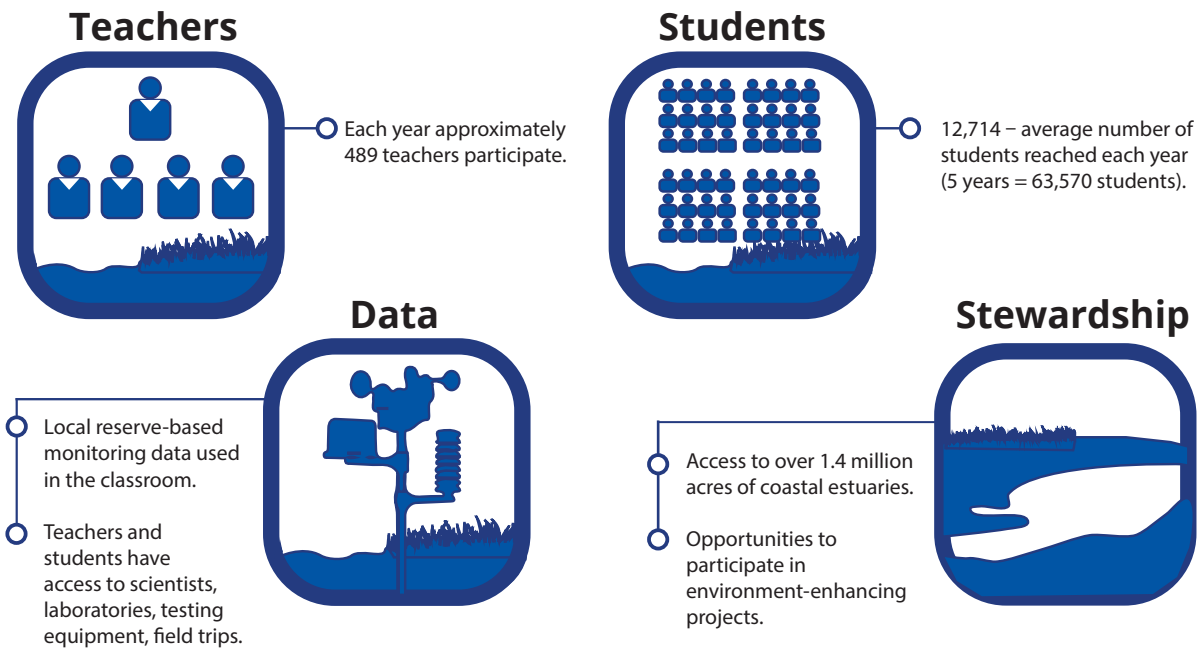 Teachers
Each year approximately
489 teachers participate.
Students
12,714 – average number of
students reached each year
(5 years = 63,570 students).
Data
Local reserve-based
monitoring data used
in the classroom.
Teachers and
students have
access to scientists,
laboratories, testing
equipment, field trips.
Stewardship
Access to over 1.4 million
acres of coastal estuaries.
Opportunities to
participate in
environment-enhancing
projects.